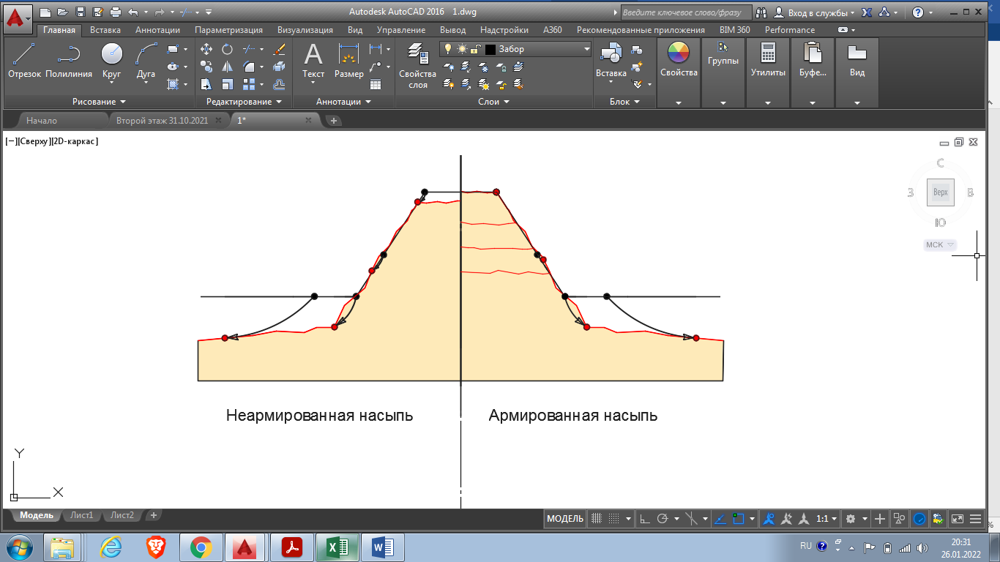 Autodesk AutoCAD 2016 1.dwg
Введите ключевое слово/фразу
Вход в службы
Главная Вставка Аннотации Параметризация Визуализация Вид Управление Вывод Надстройки A360 Рекомендованные приложения BIM 360 Performance
Забор
Отрезок Полилиния Круг Дуга
Текст Размер
Свойства слоя
Вставка
Свойства
Группы
Утилиты
Буфе...
Вид
Рисование Редактирование Аннотации Слои Блок
Начало Второй этаж 31.10.2021 1*
[−][Сверху][2D-каркас]
С
З Верх В
Ю
МСК
Неармированная насыпь Армированная насыпь
Y
X
Модель Лист1 Лист2
МОДЕЛЬ 1:1
%
RU 20:31
26.01.2022